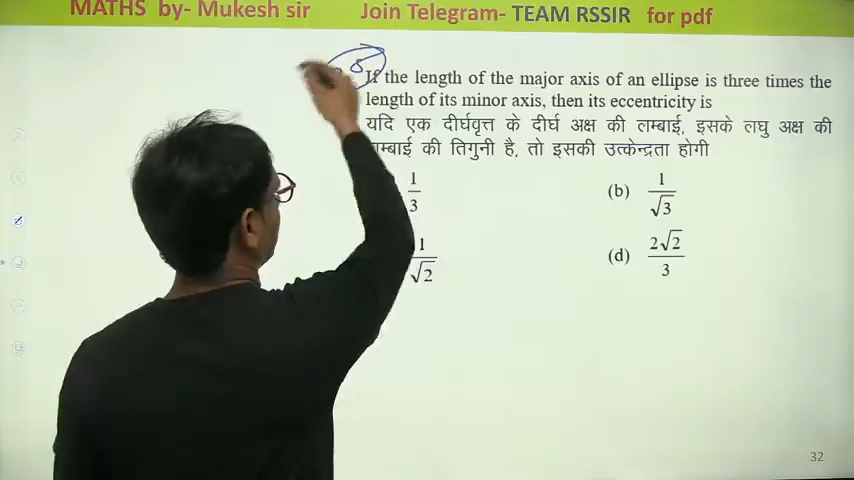 MATHS by- Mukesh sir Join Telegram- TEAM RSSIR for pdf
If the length of the major axis of an ellipse is three times the
length of its minor axis, then its eccentricity is
यदि एक दीर्घवृत्त के दीर्घ अक्ष की लम्बाई, इसके लघु अक्ष की
लम्बाई की तिगुनी है, तो इसकी उत्केन्द्रता होगी
1/3 (b) 1/√3
1/√2 (d) 2√2/3
32